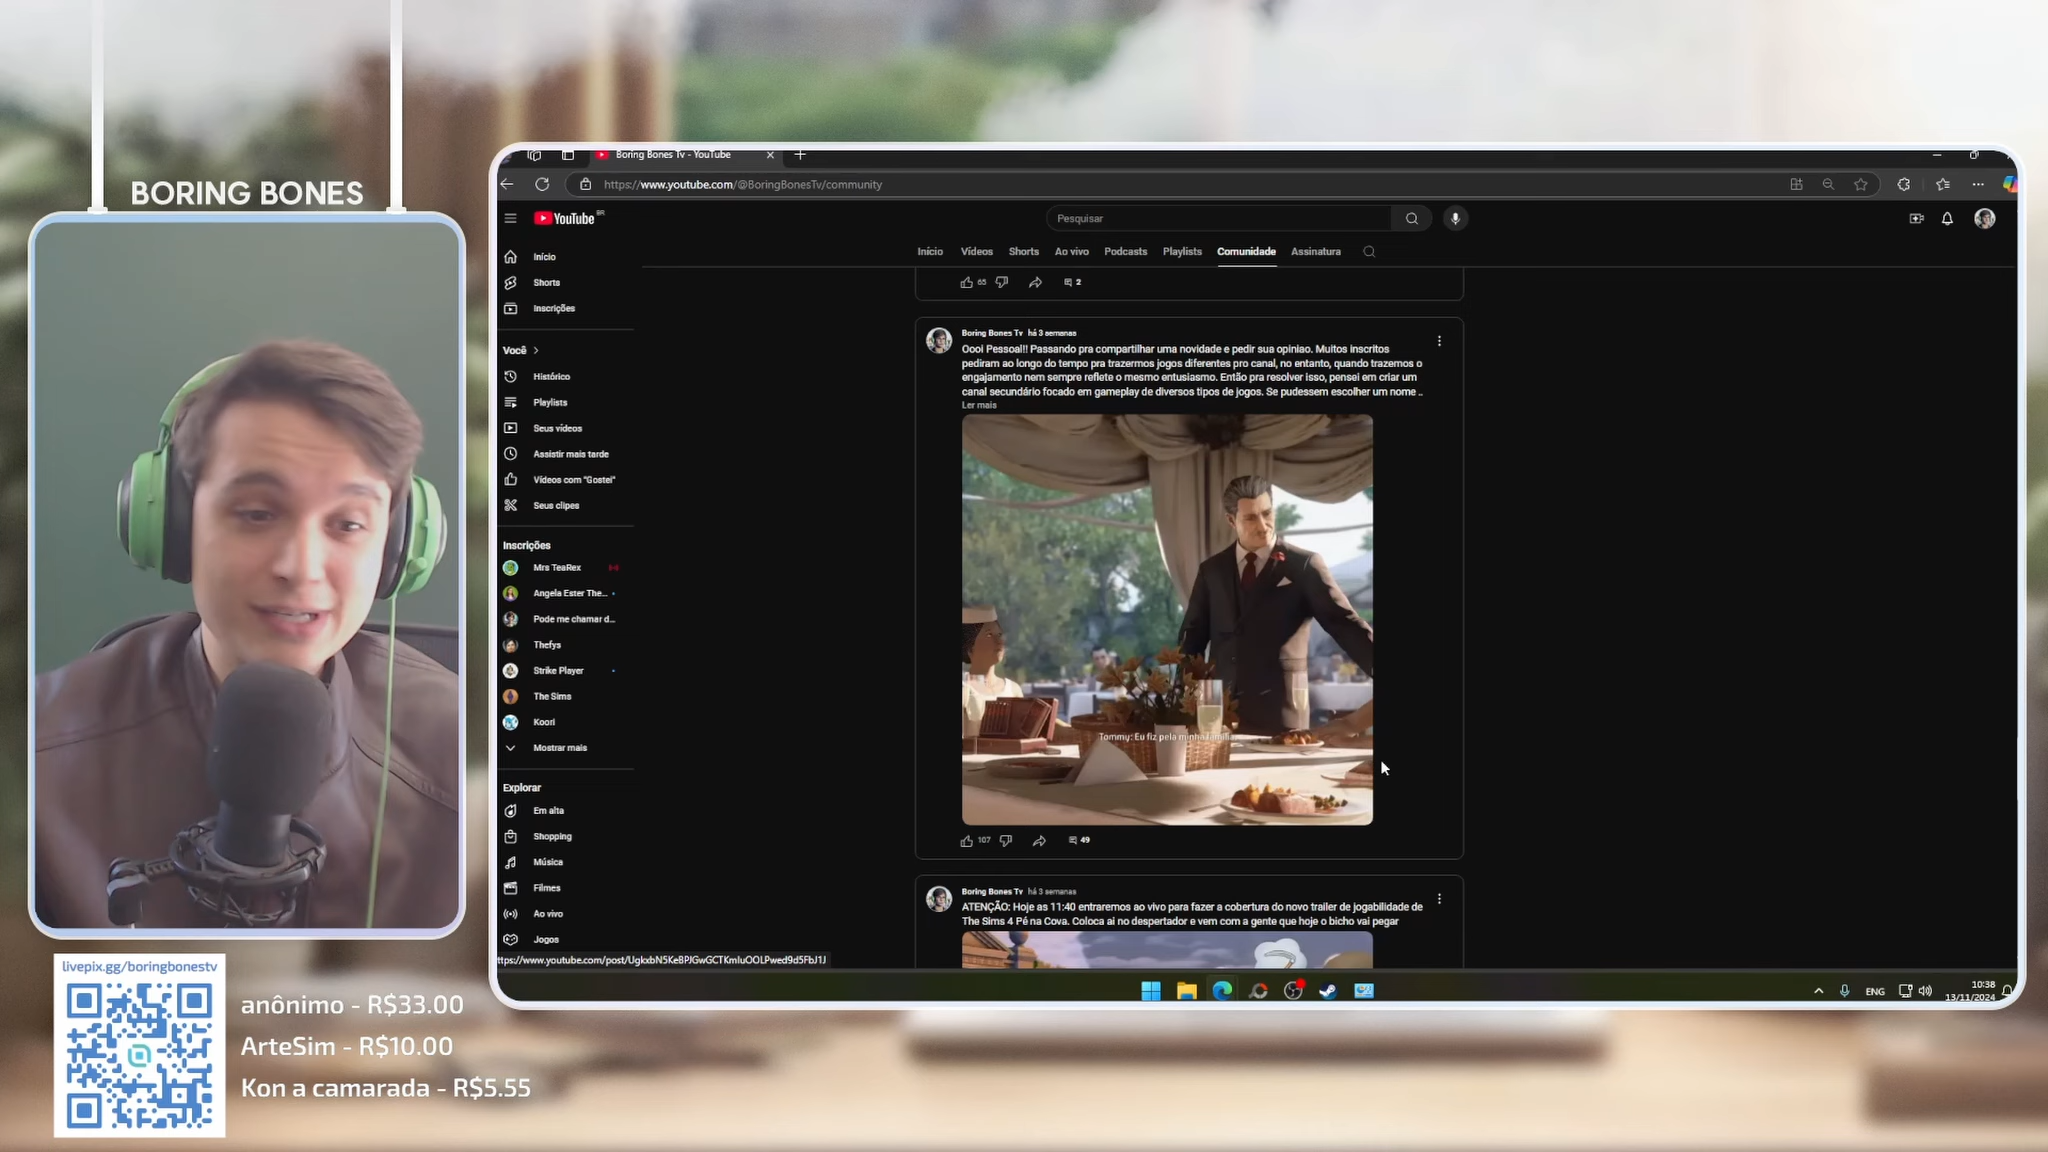 BORING BONES
livepix.gg/boringbonestv
anônimo - R$33.00
ArteSim - R$10.00
Kon a camarada - R$5.55
Boring Bones Tv - YouTube
https://www.youtube.com/@BoringBonesTv/community
YouTube BR
Pesquisar
Início Vídeos Shorts Ao vivo Podcasts Playlists Comunidade Assinatura
Início
Shorts
Inscrições
Você
Histórico
Playlists
Seus vídeos
Assistir mais tarde
Vídeos com "Gostei"
Seus clipes
Inscrições
Mrs TeaRex
Angela Ester The...
Pode me chamar d...
Thefys
Strike Player
The Sims
Koori
Mostrar mais
Explorar
Em alta
Shopping
Música
Filmes
Ao vivo
Jogos
65 2
Boring Bones Tv há 3 semanas
Oooi Pessoal!! Passando pra compartilhar uma novidade e pedir sua opiniao. Muitos inscritos
pediram ao longo do tempo pra trazermos jogos diferentes pro canal, no entanto, quando trazemos o
engajamento nem sempre reflete o mesmo entusiasmo. Então pra resolver isso, pensei em criar um
canal secundário focado em gameplay de diversos tipos de jogos. Se pudessem escolher um nome ..
Ler mais
Tommy: Eu fiz pela minha família.
107 49
Boring Bones Tv há 3 semanas
ATENÇÃO: Hoje as 11:40 entraremos ao vivo para fazer a cobertura do novo trailer de jogabilidade de
The Sims 4 Pé na Cova. Coloca ai no despertador e vem com a gente que hoje o bicho vai pegar
ENG
10:38
13/11/2024